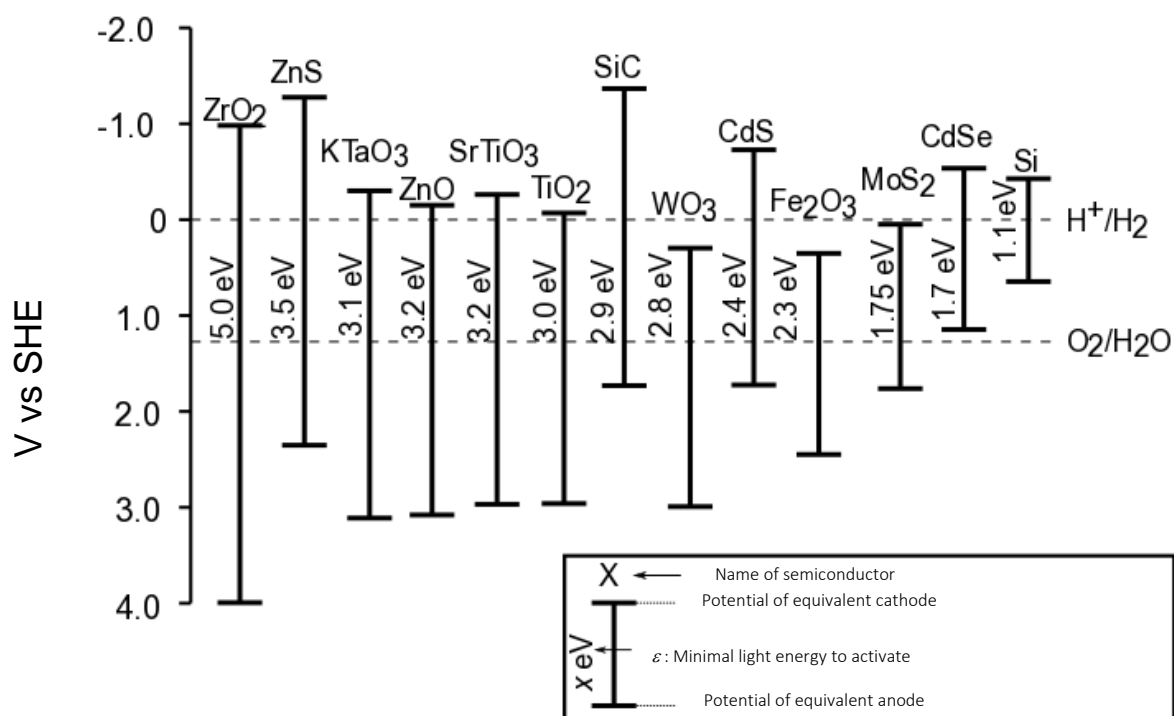 -2.0
-1.0
0
1.0
2.0
3.0
4.0
V vs SHE
ZrO2
5.0 eV
ZnS
3.5 eV
KTaO3
3.1 eV
ZnO
3.2 eV
SrTiO3
3.2 eV
TiO2
3.0 eV
SiC
2.9 eV
WO3
2.8 eV
CdS
2.4 eV
Fe2O3
2.3 eV
MoS2
1.75 eV
CdSe
1.7 eV
Si
1.1 eV
H+/H2
O2/H2O
X
Name of semiconductor
Potential of equivalent cathode
x eV
ε : Minimal light energy to activate
Potential of equivalent anode